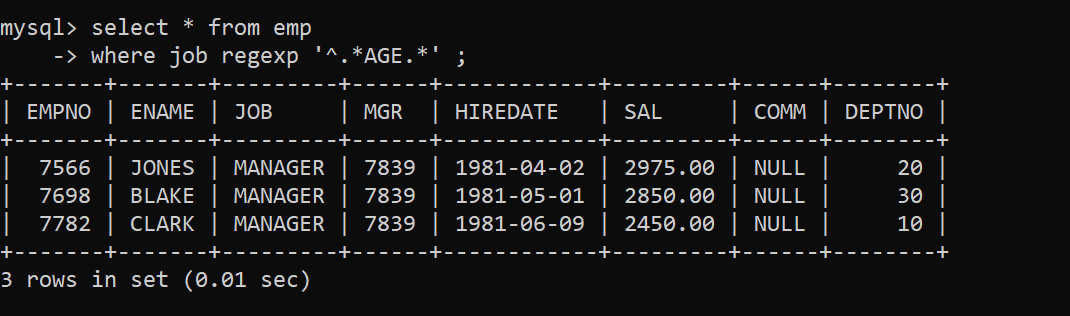 mysql> select * from emp
    -> where job regexp '^.*AGE.*' ;
+-------+-------+---------+------+------------+---------+------+--------+
| EMPNO | ENAME | JOB     | MGR  | HIREDATE   | SAL     | COMM | DEPTNO |
+-------+-------+---------+------+------------+---------+------+--------+
|  7566 | JONES | MANAGER | 7839 | 1981-04-02 | 2975.00 | NULL |     20 |
|  7698 | BLAKE | MANAGER | 7839 | 1981-05-01 | 2850.00 | NULL |     30 |
|  7782 | CLARK | MANAGER | 7839 | 1981-06-09 | 2450.00 | NULL |     10 |
+-------+-------+---------+------+------------+---------+------+--------+
3 rows in set (0.01 sec)